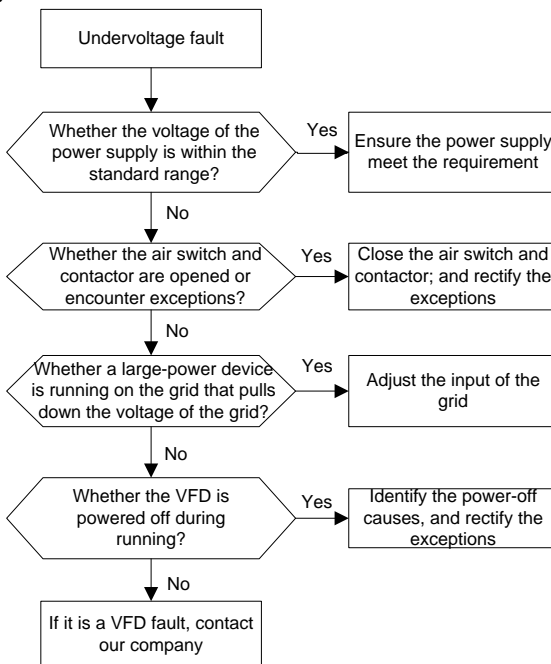 Undervoltage fault
Whether the voltage of the
power supply is within the
standard range?
Yes
Ensure the power supply
meet the requirement
No
Whether the air switch and
contactor are opened or
encounter exceptions?
Yes
Close the air switch and
contactor; and rectify the
exceptions
No
Whether a large-power device
is running on the grid that pulls
down the voltage of the grid?
Yes
Adjust the input of the
grid
No
Whether the VFD is
powered off during
running?
Yes
Identify the power-off
causes, and rectify the
exceptions
No
If it is a VFD fault, contact
our company